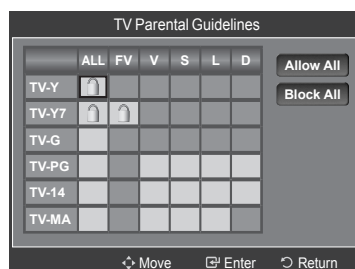 TV Parental Guidelines
ALL FV V S L D
Allow All
TV-Y
Block All
TV-Y7
TV-G
TV-PG
TV-14
TV-MA
Move Enter Return